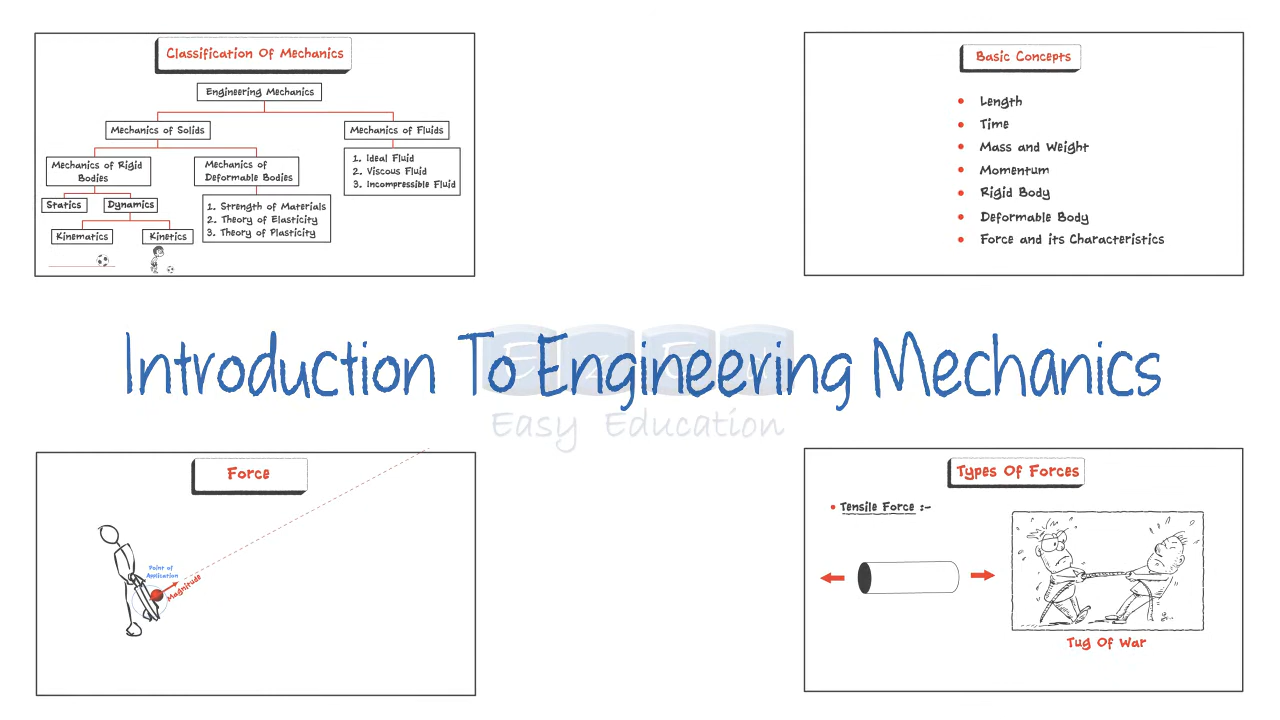 Classification Of Mechanics
Engineering Mechanics
Mechanics of Solids
Mechanics of Fluids
Mechanics of Rigid
Bodies
Mechanics of
Deformable Bodies
1. Ideal Fluid
2. Viscous Fluid
3. Incompressible Fluid
Statics
Dynamics
1. Strength of Materials
2. Theory of Elasticity
3. Theory of Plasticity
Kinematics
Kinetics
Basic Concepts
Length
Time
Mass and Weight
Momentum
Rigid Body
Deformable Body
Force and its Characteristics
Introduction To Engineering Mechanics
Easy Education
Force
Point of
Application
Magnitude
Types Of Forces
Tensile Force :-
Tug Of War